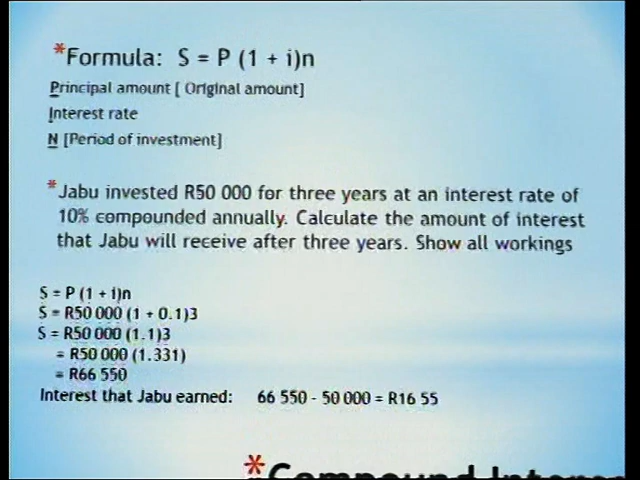 *Formula: S = P (1 + i)n
Principal amount [ Original amount]
Interest rate
N [Period of investment]
*Jabu invested R50 000 for three years at an interest rate of
10% compounded annually. Calculate the amount of interest
that Jabu will receive after three years. Show all workings
S = P (1 + i)n
S = R50 000 (1 + 0.1)3
S = R50 000 (1.1)3
= R50 000 (1.331)
= R66 550
Interest that Jabu earned: 66 550 - 50 000 = R16 55
*Compound Interes